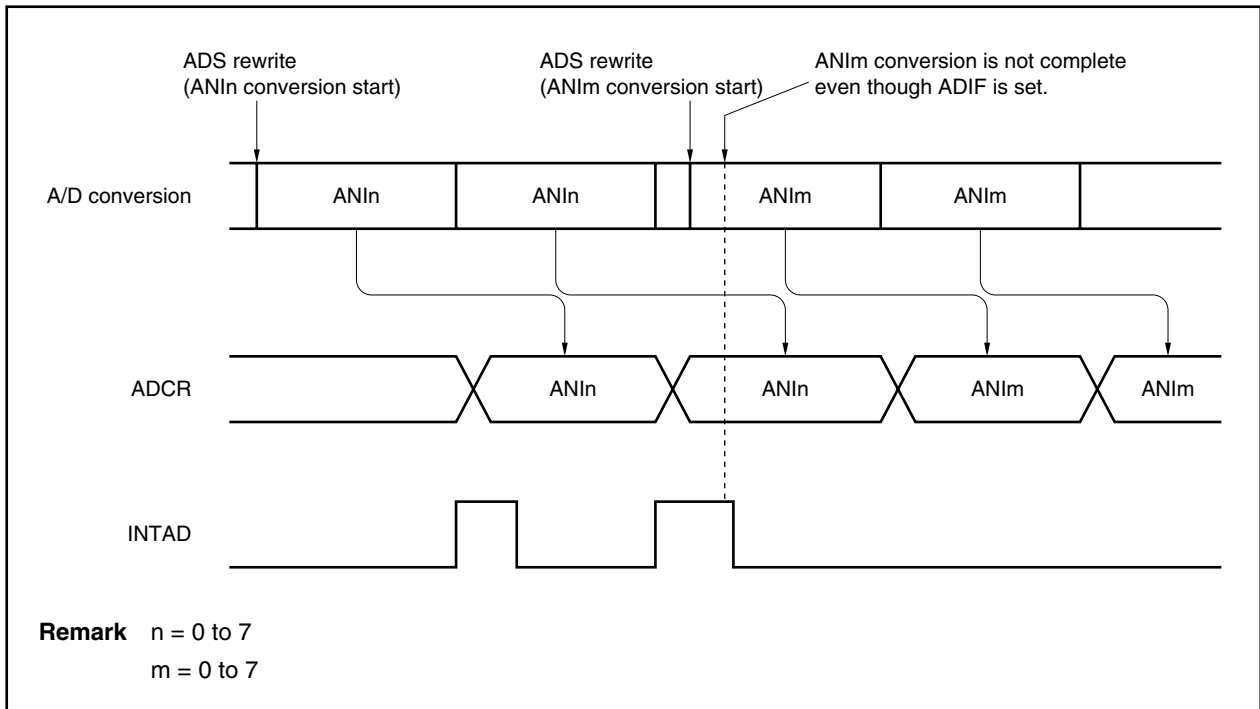 ADS rewrite
(ANIn conversion start)
ADS rewrite
(ANIm conversion start)
ANIm conversion is not complete
even though ADIF is set.
A/D conversion
ANIn
ANIn
ANIm
ANIm
ADCR
ANIn
ANIn
ANIm
ANIm
INTAD
Remark n = 0 to 7
m = 0 to 7